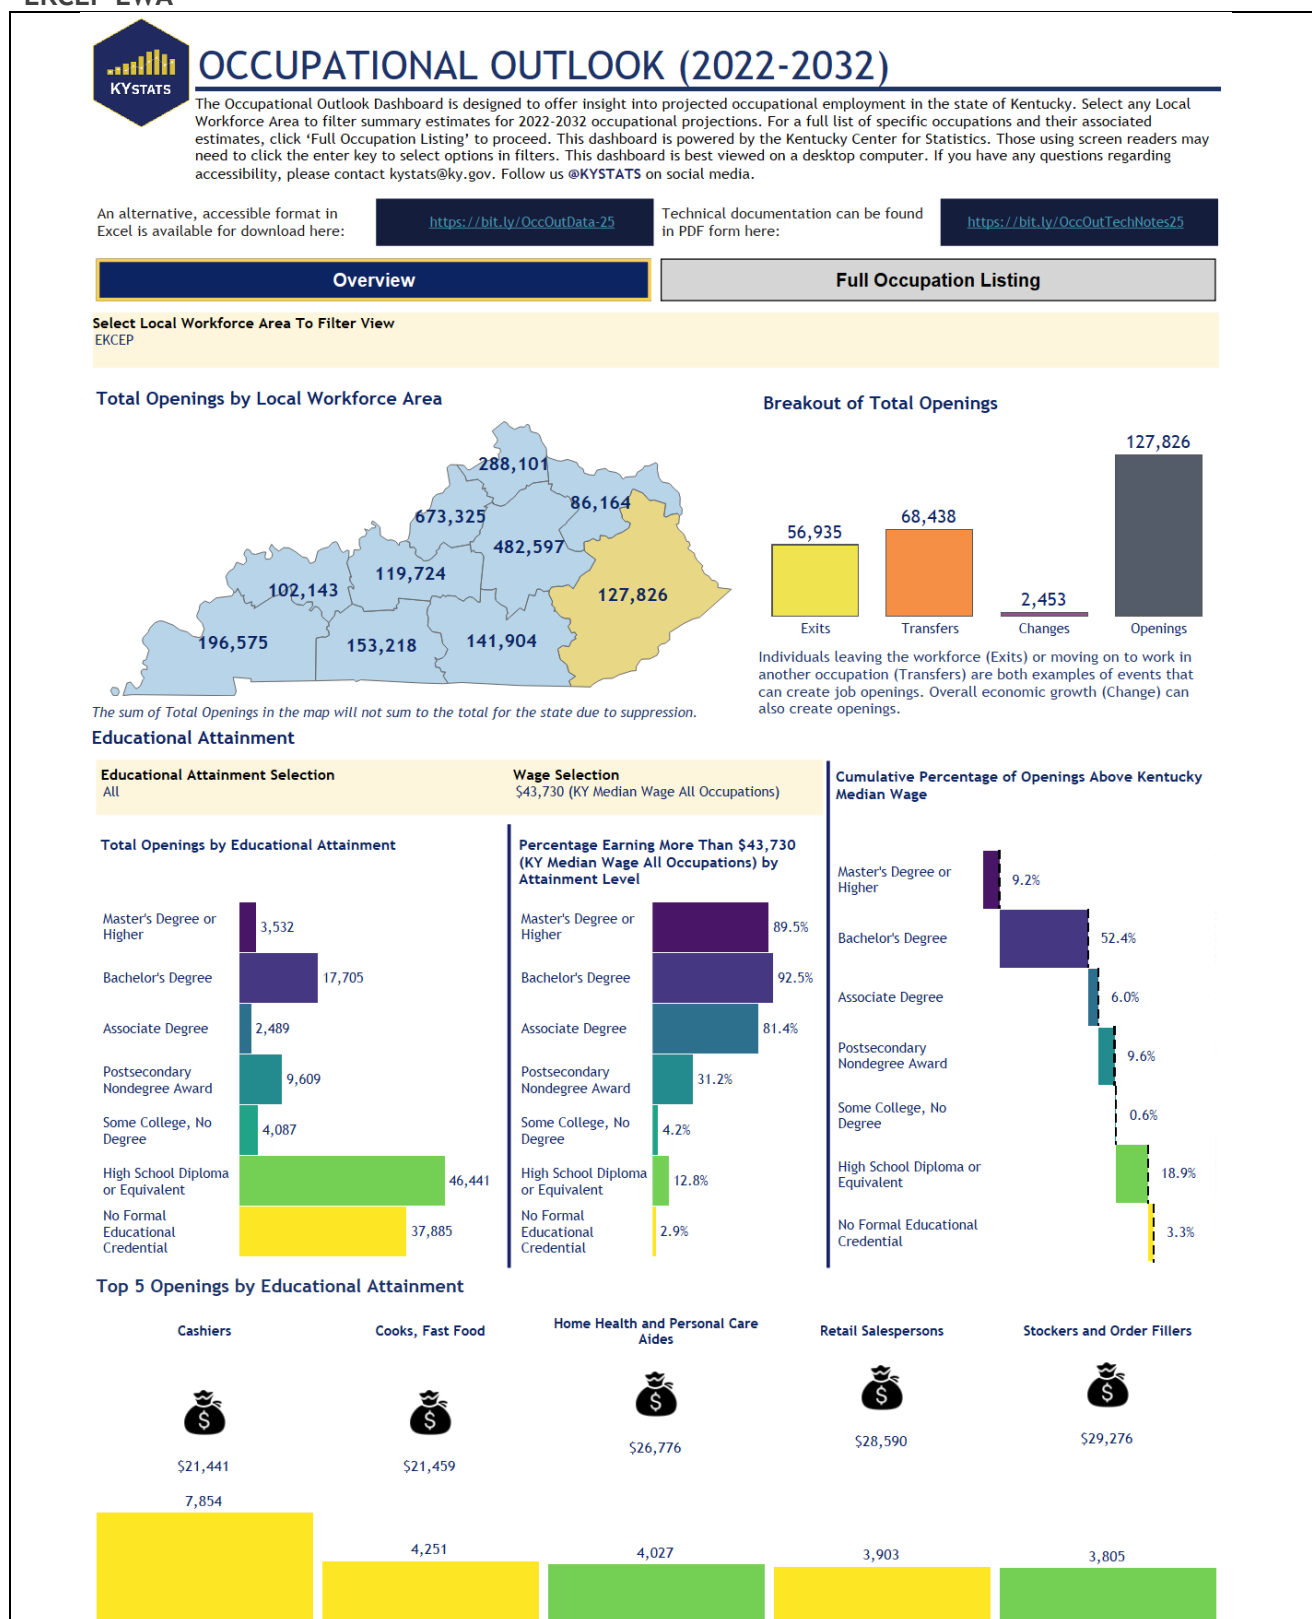 EKCEP LWA
KYSTATS
OCCUPATIONAL OUTLOOK (2022-2032)
The Occupational Outlook Dashboard is designed to offer insight into projected occupational employment in the state of Kentucky. Select any Local
Workforce Area to filter summary estimates for 2022-2032 occupational projections. For a full list of specific occupations and their associated
estimates, click ‘Full Occupation Listing’ to proceed. This dashboard is powered by the Kentucky Center for Statistics. Those using screen readers may
need to click the enter key to select options in filters. This dashboard is best viewed on a desktop computer. If you have any questions regarding
accessibility, please contact kystats@ky.gov. Follow us @KYSTATS on social media.
An alternative, accessible format in
Excel is available for download here:
https://bit.ly/OccOutData-25
Technical documentation can be found
in PDF form here:
https://bit.ly/OccOutTechNotes25
Overview
Full Occupation Listing
Select Local Workforce Area To Filter View
EKCEP
Total Openings by Local Workforce Area
288,101
86,164
673,325
482,597
119,724
102,143
127,826
196,575
153,218
141,904
The sum of Total Openings in the map will not sum to the total for the state due to suppression.
Breakout of Total Openings
127,826
68,438
56,935
2,453
Exits
Transfers
Changes
Openings
Individuals leaving the workforce (Exits) or moving on to work in
another occupation (Transfers) are both examples of events that
can create job openings. Overall economic growth (Change) can
also create openings.
Educational Attainment
Educational Attainment Selection
All
Wage Selection
$43,730 (KY Median Wage All Occupations)
Total Openings by Educational Attainment
Master's Degree or
Higher
3,532
Bachelor's Degree
17,705
Associate Degree
2,489
Postsecondary
Nondegree Award
9,609
Some College, No
Degree
4,087
High School Diploma
or Equivalent
46,441
No Formal
Educational
Credential
37,885
Percentage Earning More Than $43,730
(KY Median Wage All Occupations) by
Attainment Level
Master's Degree or
Higher
89.5%
Bachelor's Degree
92.5%
Associate Degree
81.4%
Postsecondary
Nondegree Award
31.2%
Some College, No
Degree
4.2%
High School Diploma
or Equivalent
12.8%
No Formal
Educational
Credential
2.9%
Cumulative Percentage of Openings Above Kentucky
Median Wage
Master's Degree or
Higher
9.2%
Bachelor's Degree
52.4%
Associate Degree
6.0%
Postsecondary
Nondegree Award
9.6%
Some College, No
Degree
0.6%
High School Diploma or
Equivalent
18.9%
No Formal Educational
Credential
3.3%
Top 5 Openings by Educational Attainment
Cashiers
$
$21,441
7,854
Cooks, Fast Food
$
$21,459
4,251
Home Health and Personal Care
Aides
$
$26,776
4,027
Retail Salespersons
$
$28,590
3,903
Stockers and Order Fillers
$
$29,276
3,805